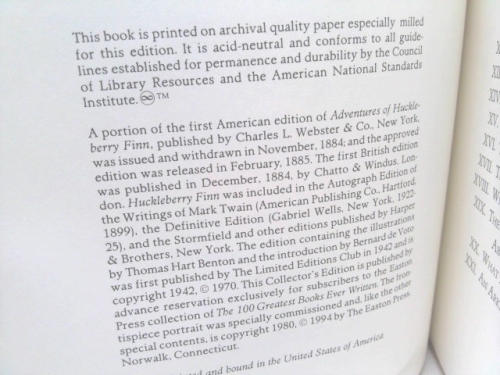 This book is printed on archival quality paper especially milled
for this edition. It is acid-neutral and conforms to all guide-
lines established for permanence and durability by the Council
of Library Resources and the American National Standards
Institute. ♾ ™
A portion of the first American edition of Adventures of Huckle-
berry Finn, published by Charles L. Webster & Co., New York,
was issued and withdrawn in November, 1884; and the approved
edition was released in February, 1885. The first British edition
was published in December, 1884, by Chatto & Windus, Lon-
don. Huckleberry Finn was included in the Autograph Edition of
the Writings of Mark Twain (American Publishing Co., Hartford,
1899), the Definitive Edition (Gabriel Wells, New York, 1922-
25), and the Stormfield and other editions published by Harper
& Brothers, New York. The edition containing the illustrations
by Thomas Hart Benton and the introduction by Bernard de Voto
was first published by The Limited Editions Club in 1942 and is
copyright 1942, © 1970. This Collector's Edition is published by
advance reservation exclusively for subscribers to the Easton
Press collection of The 100 Greatest Books Ever Written. The fron-
tispiece portrait was specially commissioned and, like the other
special contents, is copyright 1980, © 1994 by The Easton Press,
Norwalk, Connecticut.
and bound in the United States of America
XV.
XVI.
XVII.
XVIII.
XIX.
XX.
XXI.